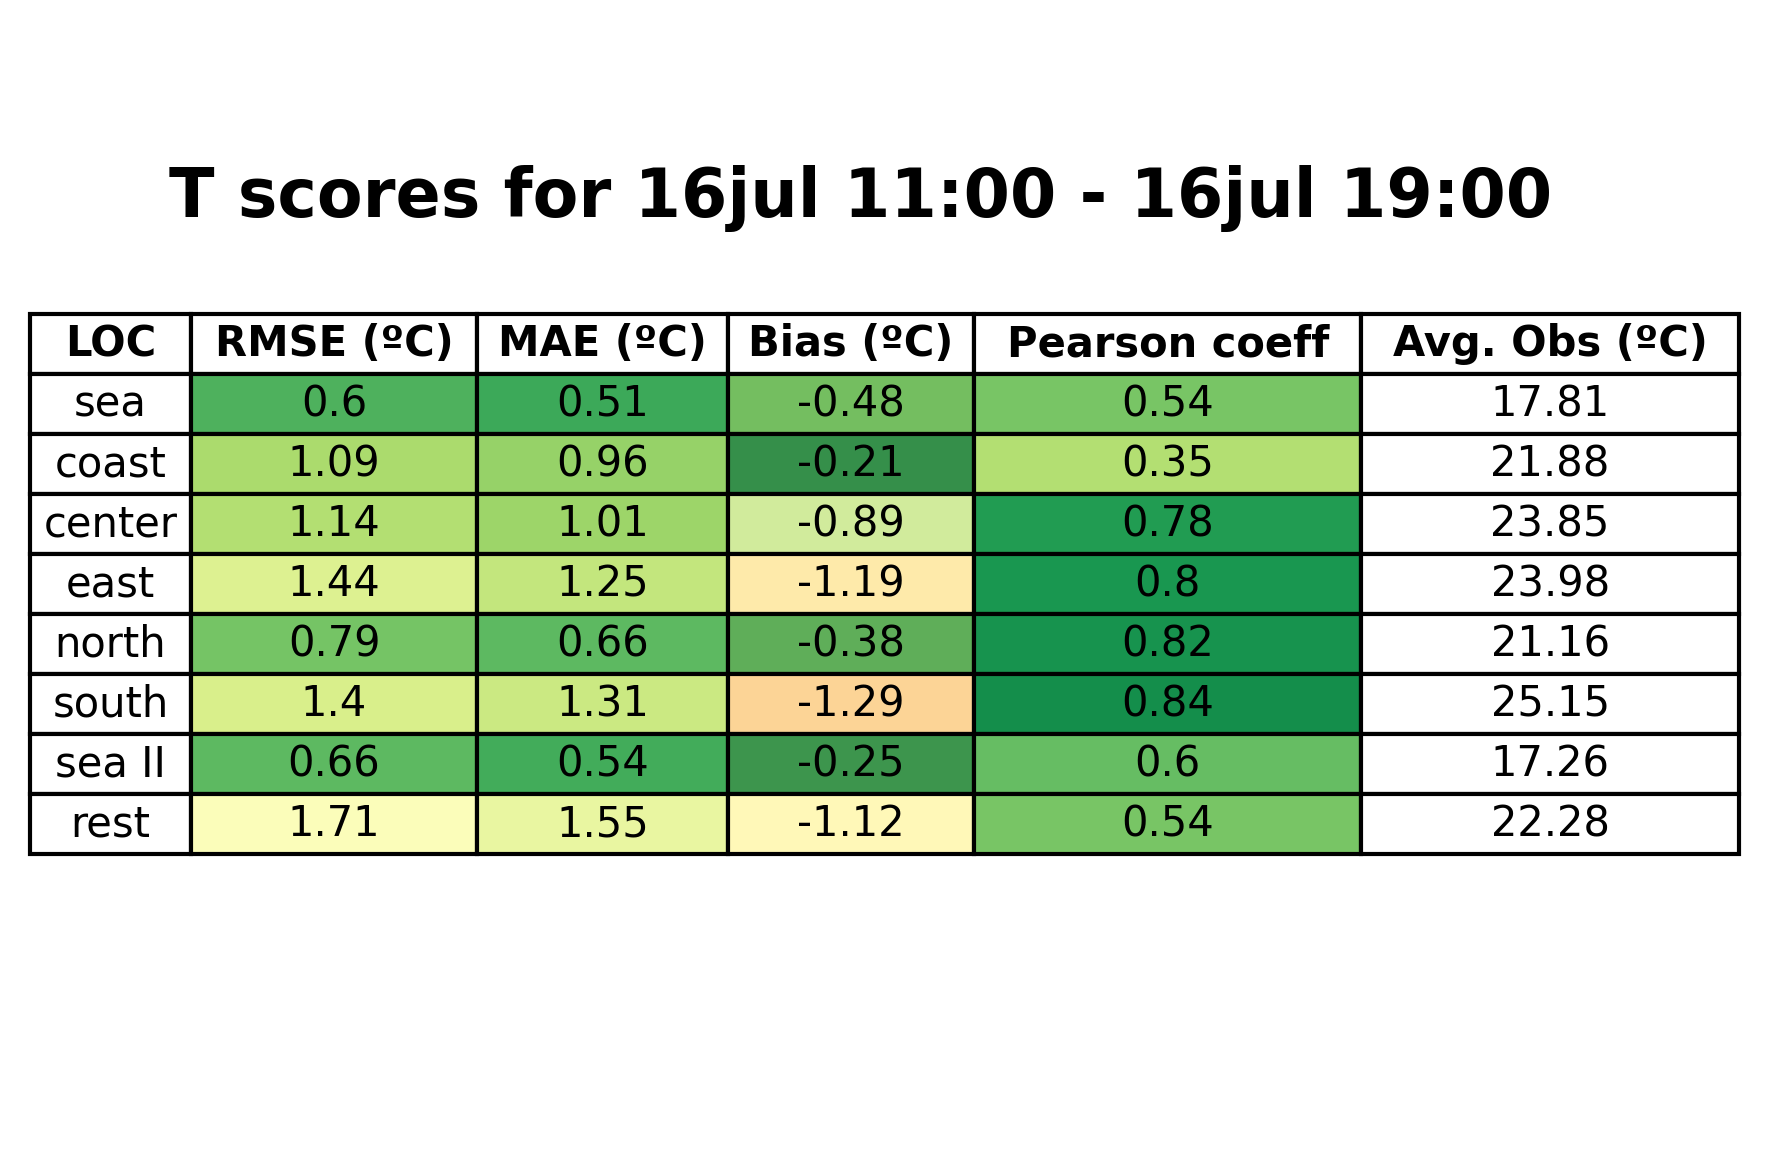 T scores for 16jul 11:00 - 16jul 19:00
LOC RMSE (ºC) MAE (ºC) Bias (ºC) Pearson coeff Avg. Obs (ºC)
sea 0.6 0.51 -0.48 0.54 17.81
coast 1.09 0.96 -0.21 0.35 21.88
center 1.14 1.01 -0.89 0.78 23.85
east 1.44 1.25 -1.19 0.8 23.98
north 0.79 0.66 -0.38 0.82 21.16
south 1.4 1.31 -1.29 0.84 25.15
sea II 0.66 0.54 -0.25 0.6 17.26
rest 1.71 1.55 -1.12 0.54 22.28